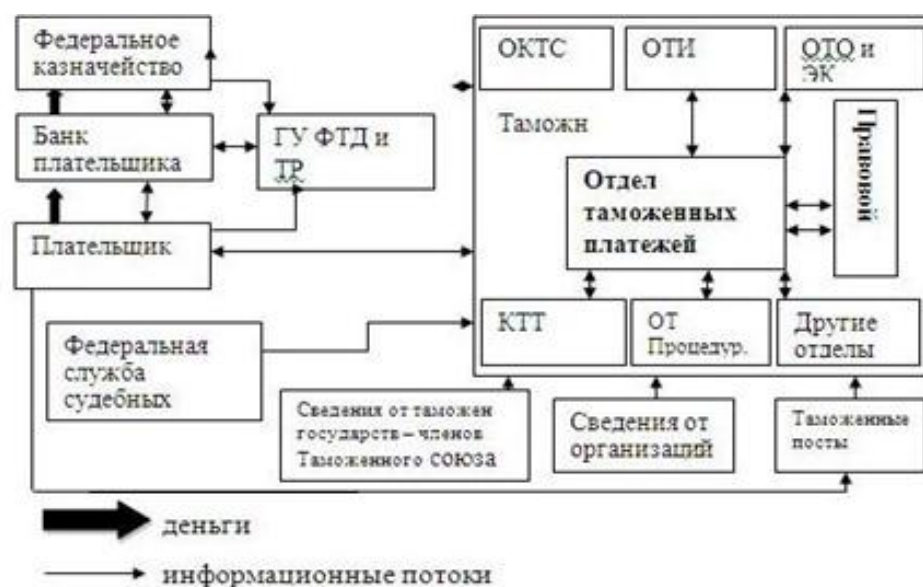 Федеральное
казначейство
Банк
плательщика
Плательщик
ГУ ФТД и
ТР
Федеральная
служба
судебных
ОКТС
ОТИ
ОТО и
ЭК
Таможн
Отдел
таможенных
платежей
Правовой
КТТ
ОТ
Процедур.
Другие
отделы
Сведения от таможен
государств – членов
Таможенного союза
Сведения от
организаций
Таможенные
посты
деньги
информационные потоки